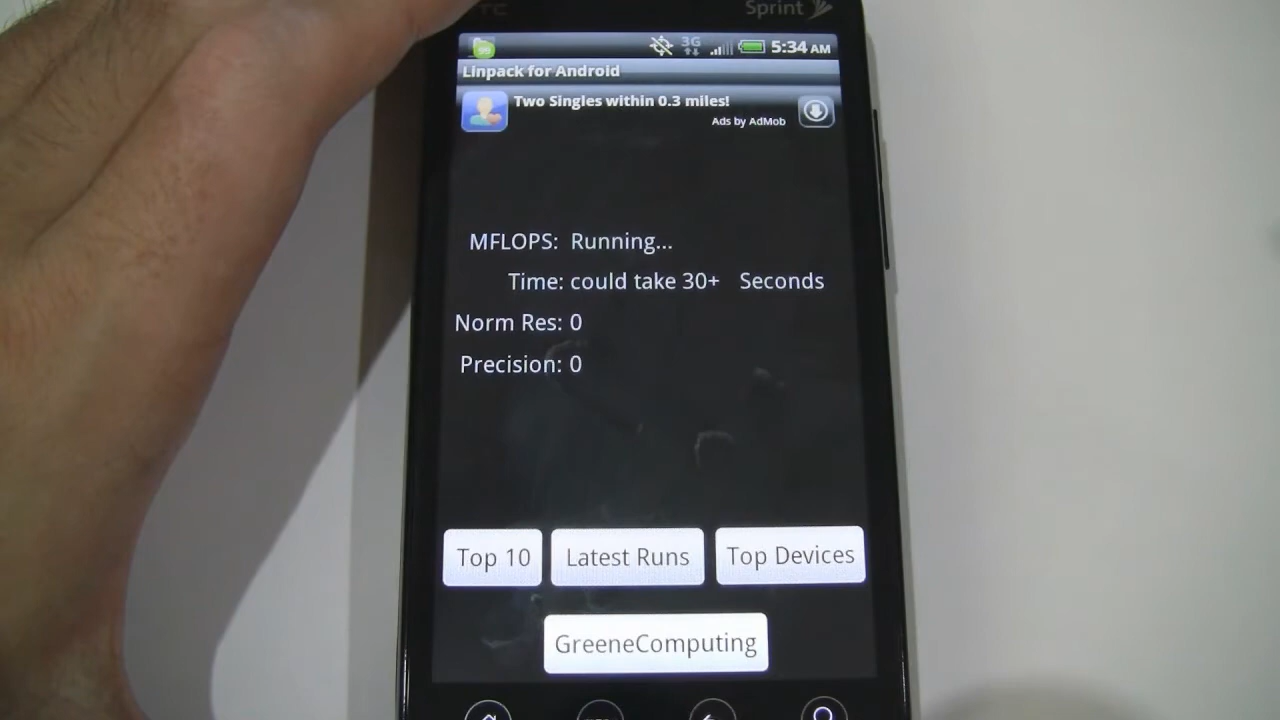 Sprint
3G 5:34 AM
Linpack for Android
Two Singles within 0.3 miles!
Ads by AdMob
MFLOPS: Running...
Time: could take 30+ Seconds
Norm Res: 0
Precision: 0
Top 10 Latest Runs Top Devices
GreeneComputing